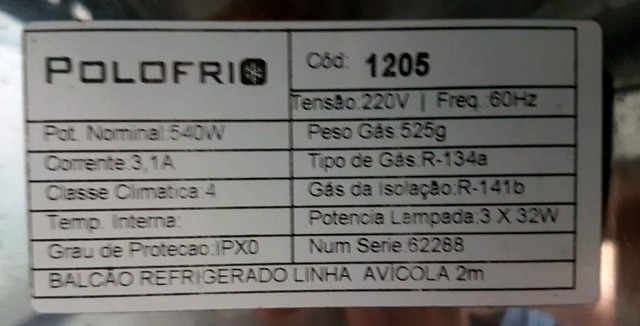 POLOFRIO
Cód: 1205
Tensão:220V | Freq.:60Hz
Pot. Nominal:540W
Peso Gás:525g
Corrente:3,1A
Tipo de Gás:R-134a
Classe Climatica:4
Gás da Isolação:R-141b
Temp. Interna:
Potencia Lampada:3 X 32W
Grau de Protecao:IPX0
Num Serie:62288
BALCÃO REFRIGERADO LINHA AVÍCOLA 2m